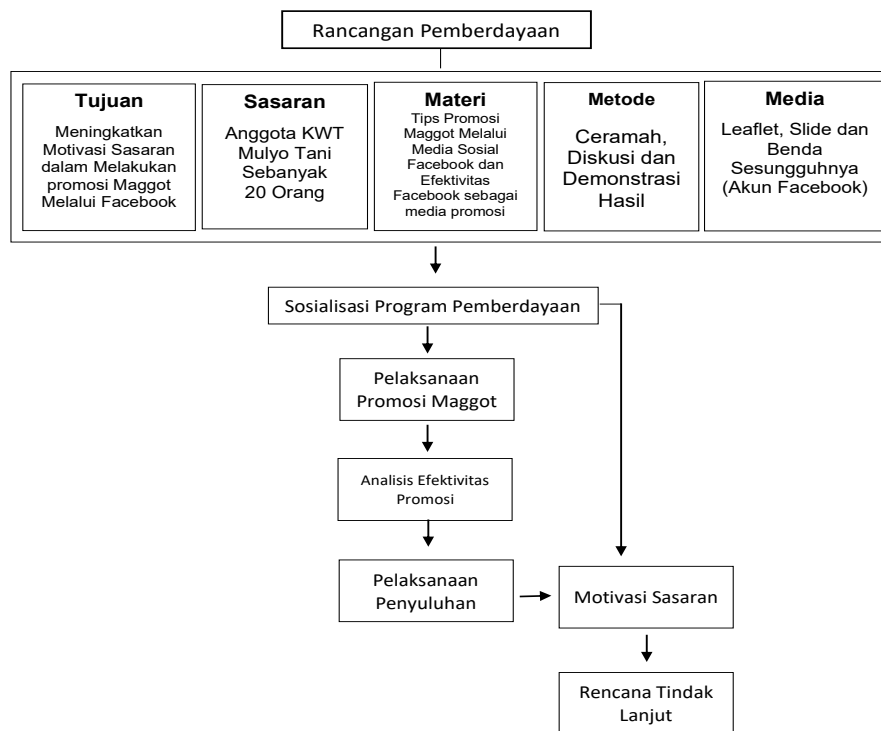 Rancangan Pemberdayaan
Tujuan
Meningkatkan
Motivasi Sasaran
dalam Melakukan
promosi Maggot
Melalui Facebook
Sasaran
Anggota KWT
Mulyo Tani
Sebanyak
20 Orang
Materi
Tips Promosi
Maggot Melalui
Media Sosial
Facebook dan
Efektivitas
Facebook sebagai
media promosi
Metode
Ceramah,
Diskusi dan
Demonstrasi
Hasil
Media
Leaflet, Slide dan
Benda
Sesungguhnya
(Akun Facebook)
Sosialisasi Program Pemberdayaan
Pelaksanaan
Promosi Maggot
Analisis Efektivitas
Promosi
Pelaksanaan
Penyuluhan
Motivasi Sasaran
Rencana Tindak
Lanjut